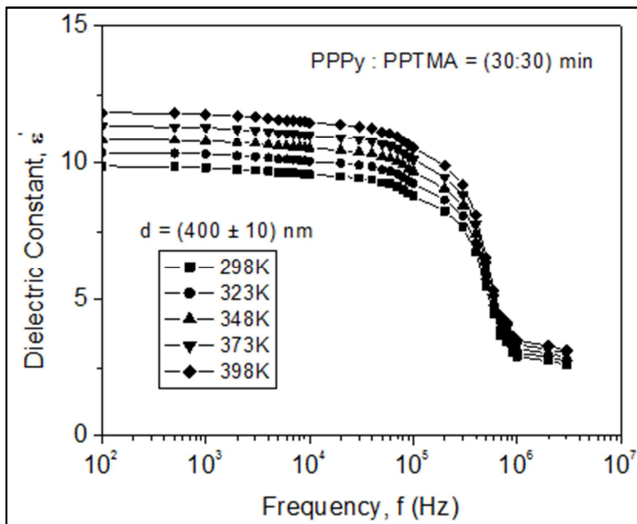 15
PPPy : PPTMA = (30:30) min
10
d = (400 ± 10) nm
298K
323K
348K
373K
398K
5
0
Dielectric Constant, ε'
10² 10³ 10⁴ 10⁵ 10⁶ 10⁷
Frequency, f (Hz)